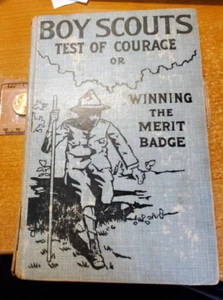 BOY SCOUTS
TEST OF COURAGE
OR
WINNING
THE
MERIT
BADGE